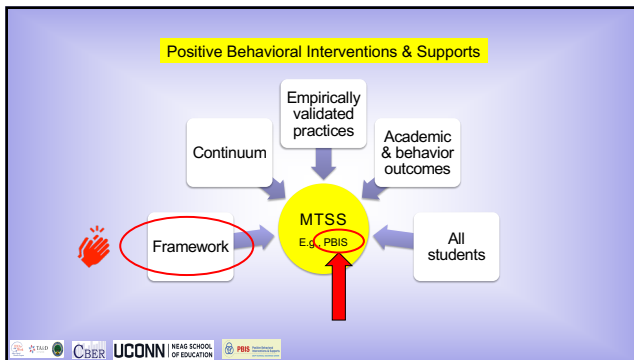 Positive Behavioral Interventions & Supports
Empirically
validated
practices
Continuum
Academic
& behavior
outcomes
Framework
MTSS
E.g., PBIS
All
students
CBER
UCONN
NEAG SCHOOL
OF EDUCATION
PBIS